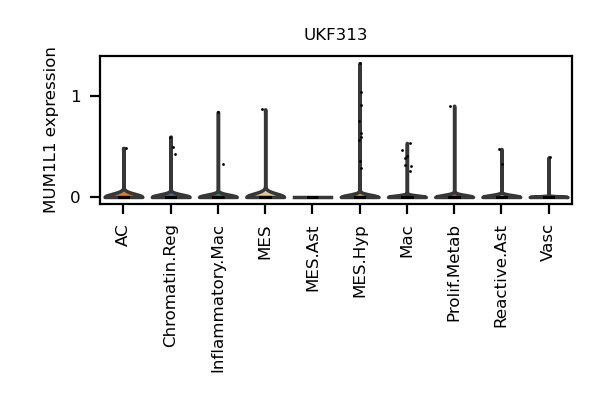 UKF313
MUM1L1 expression
1
0
AC
Chromatin.Reg
Inflammatory.Mac
MES
MES.Ast
MES.Hyp
Mac
Prolif.Metab
Reactive.Ast
Vasc